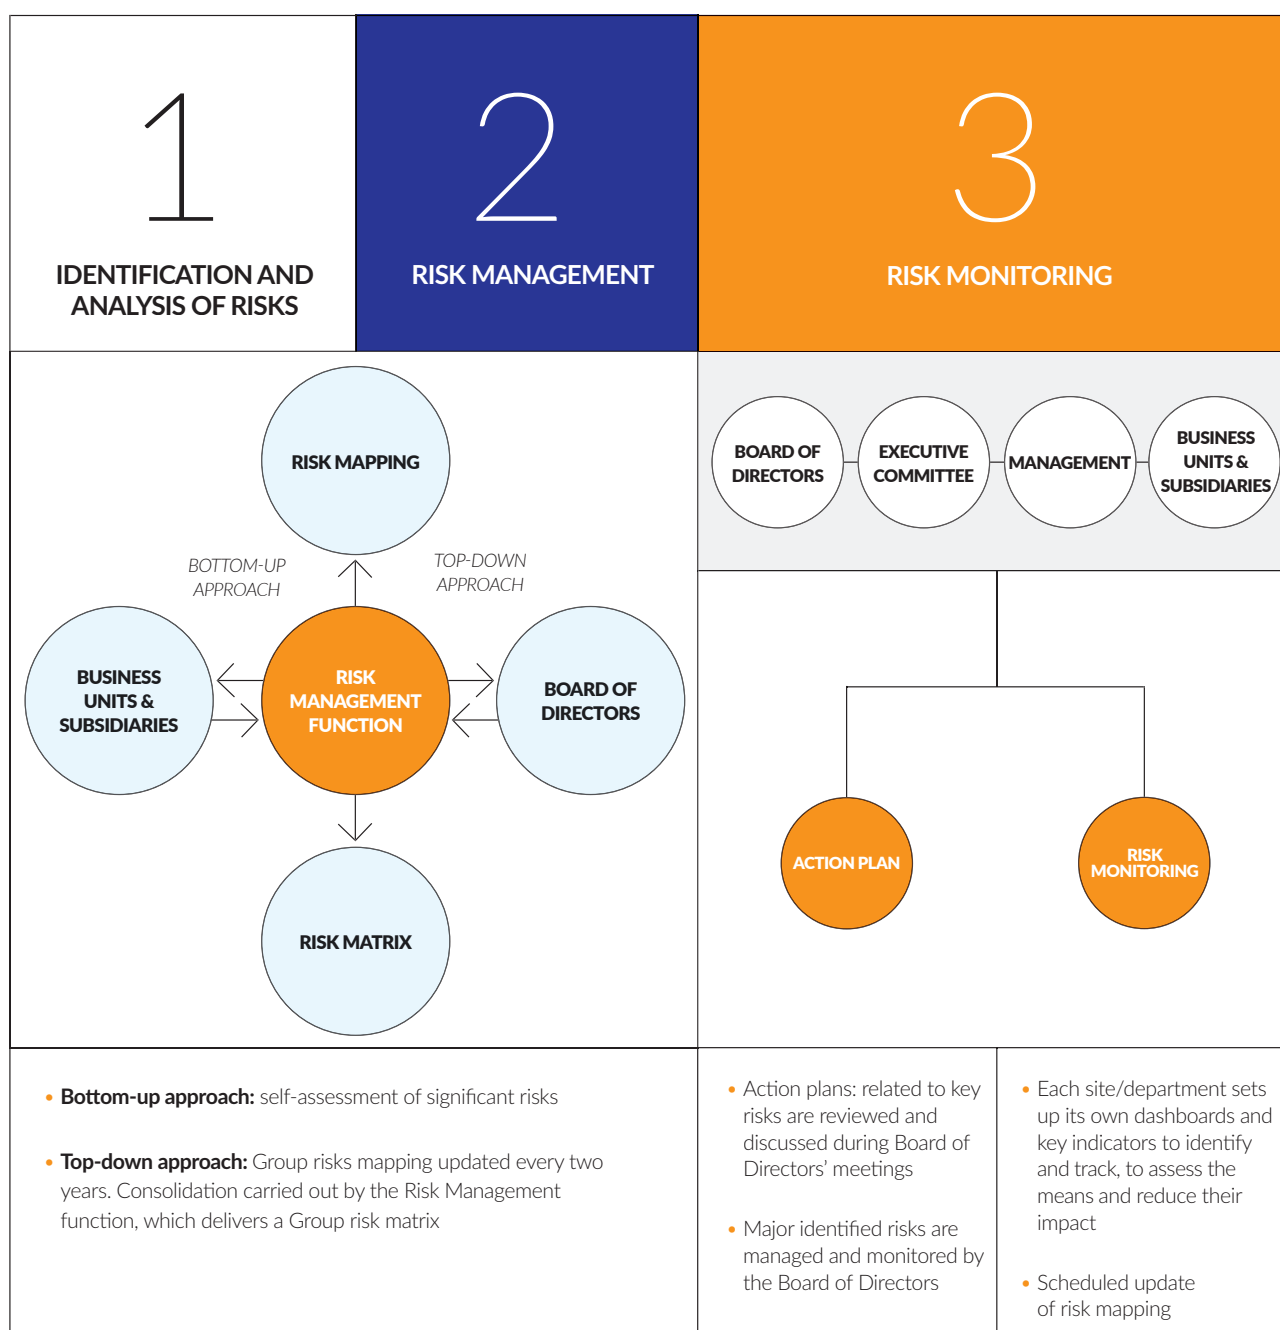 1
IDENTIFICATION AND
ANALYSIS OF RISKS
2
RISK MANAGEMENT
3
RISK MONITORING
RISK MAPPING
BOTTOM-UP
APPROACH
TOP-DOWN
APPROACH
BUSINESS
UNITS &
SUBSIDIARIES
RISK
MANAGEMENT
FUNCTION
BOARD OF
DIRECTORS
RISK MATRIX
BOARD OF
DIRECTORS
EXECUTIVE
COMMITTEE
MANAGEMENT
BUSINESS
UNITS &
SUBSIDIARIES
ACTION PLAN
RISK
MONITORING
• Bottom-up approach: self-assessment of significant risks
• Top-down approach: Group risks mapping updated every two
years. Consolidation carried out by the Risk Management
function, which delivers a Group risk matrix
• Action plans: related to key
risks are reviewed and
discussed during Board of
Directors’ meetings
• Major identified risks are
managed and monitored by
the Board of Directors
• Each site/department sets
up its own dashboards and
key indicators to identify
and track, to assess the
means and reduce their
impact
• Scheduled update
of risk mapping